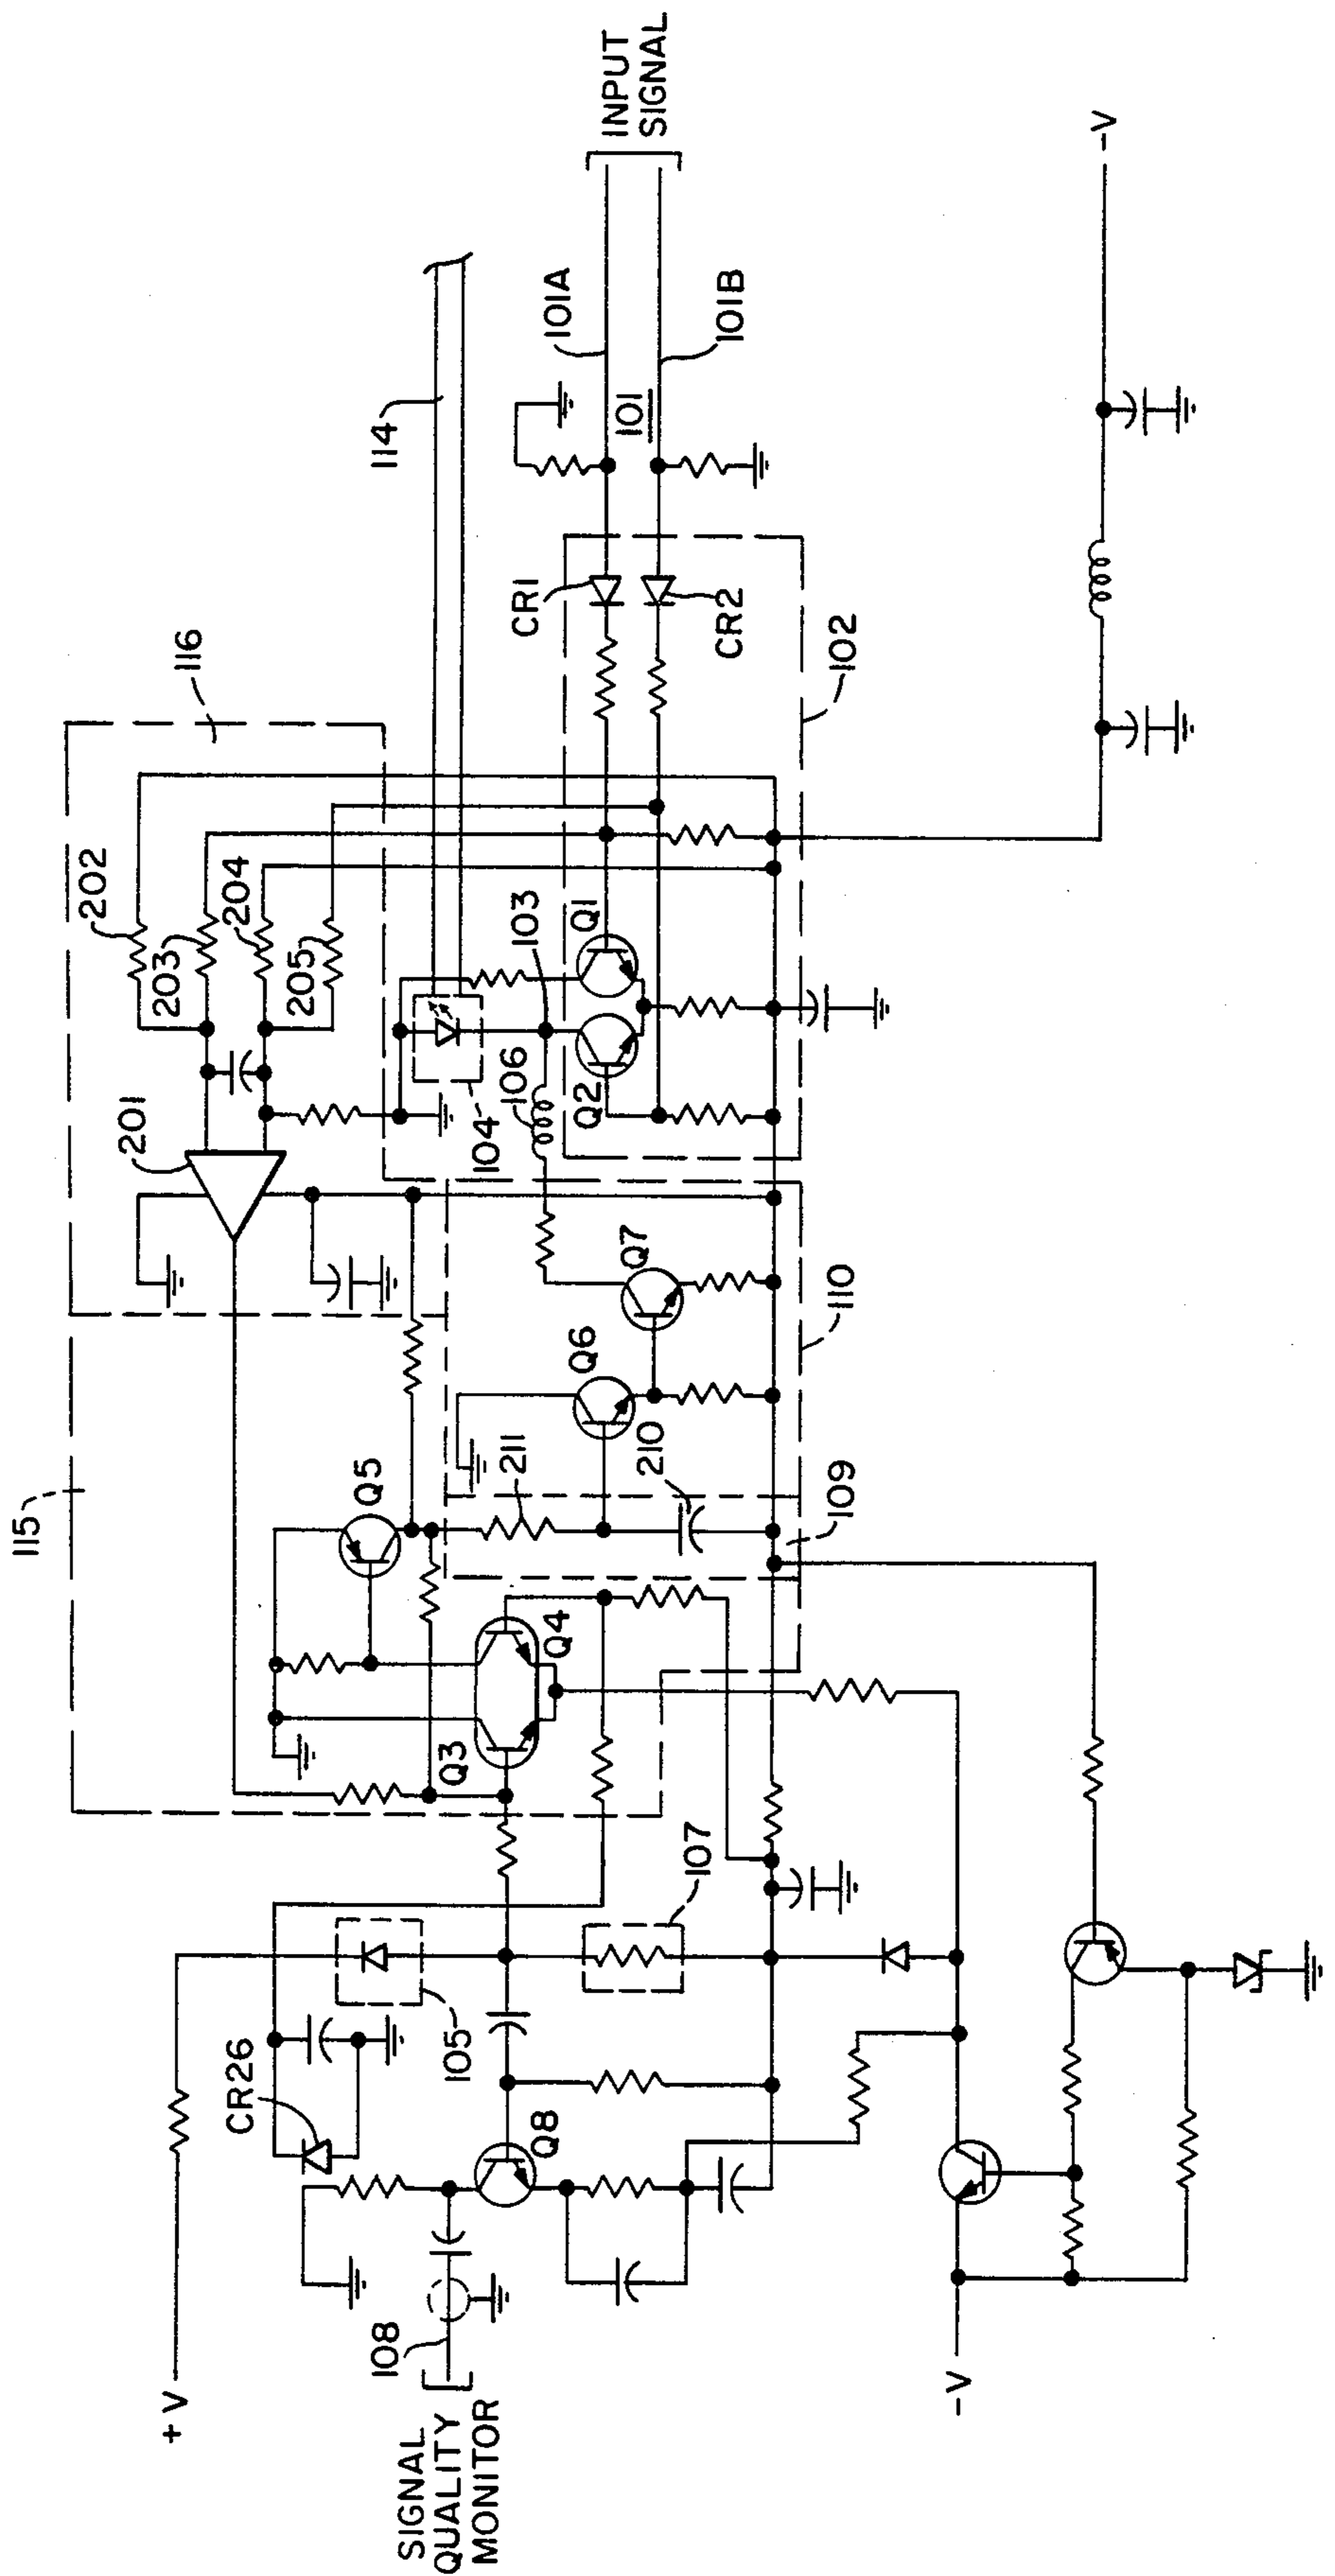 + V
CR26
105
SIGNAL
QUALITY
MONITOR
108
Q8
107
-V
115
Q3
Q4
Q5
211
210
109
Q6
Q7
110
201
202
203
204
205
116
104
106
103
Q2
Q1
102
114
CR1
CR2
101A
101
101B
INPUT
SIGNAL
-V